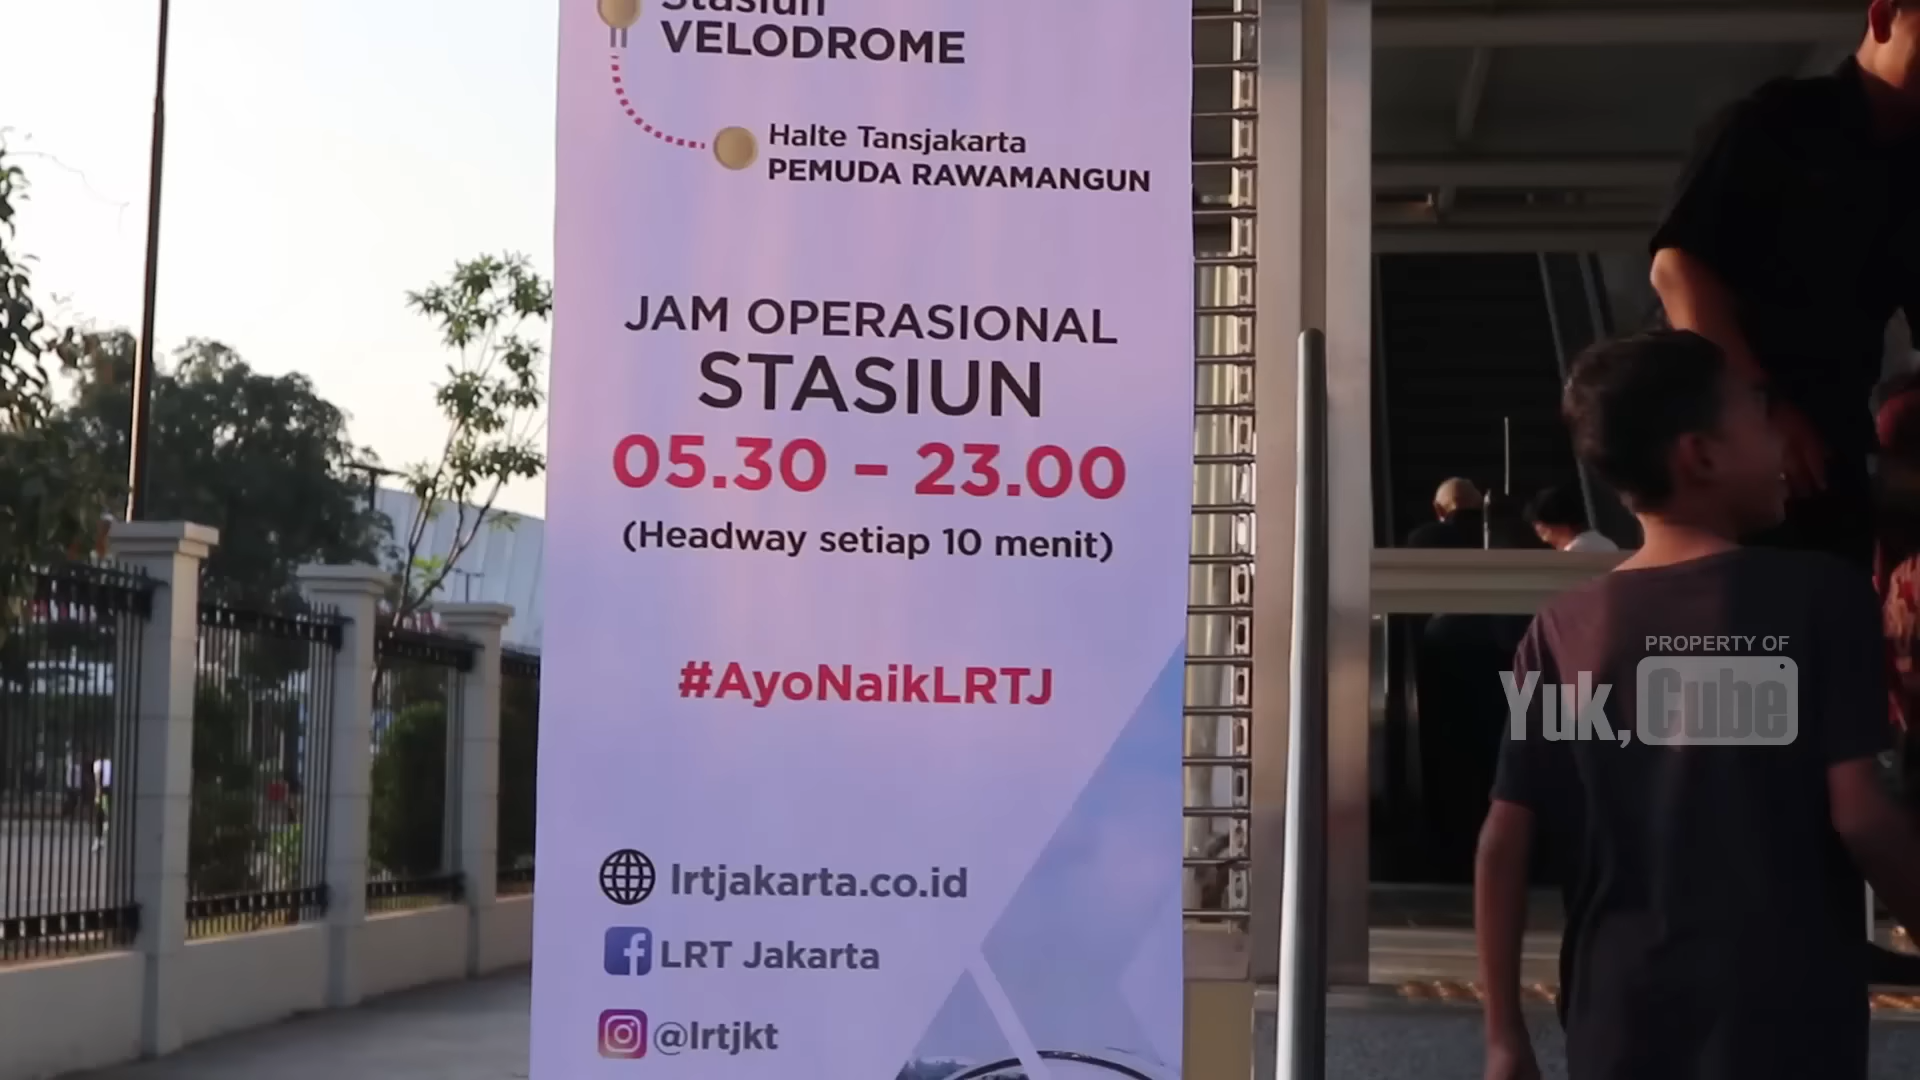 Stasiun
VELODROME
Halte Tansjakarta
PEMUDA RAWAMANGUN
JAM OPERASIONAL
STASIUN
05.30 – 23.00
(Headway setiap 10 menit)
#AyoNaikLRTJ
lrtjakarta.co.id
LRT Jakarta
@lrtjkt
PROPERTY OF
Yuk, Cube